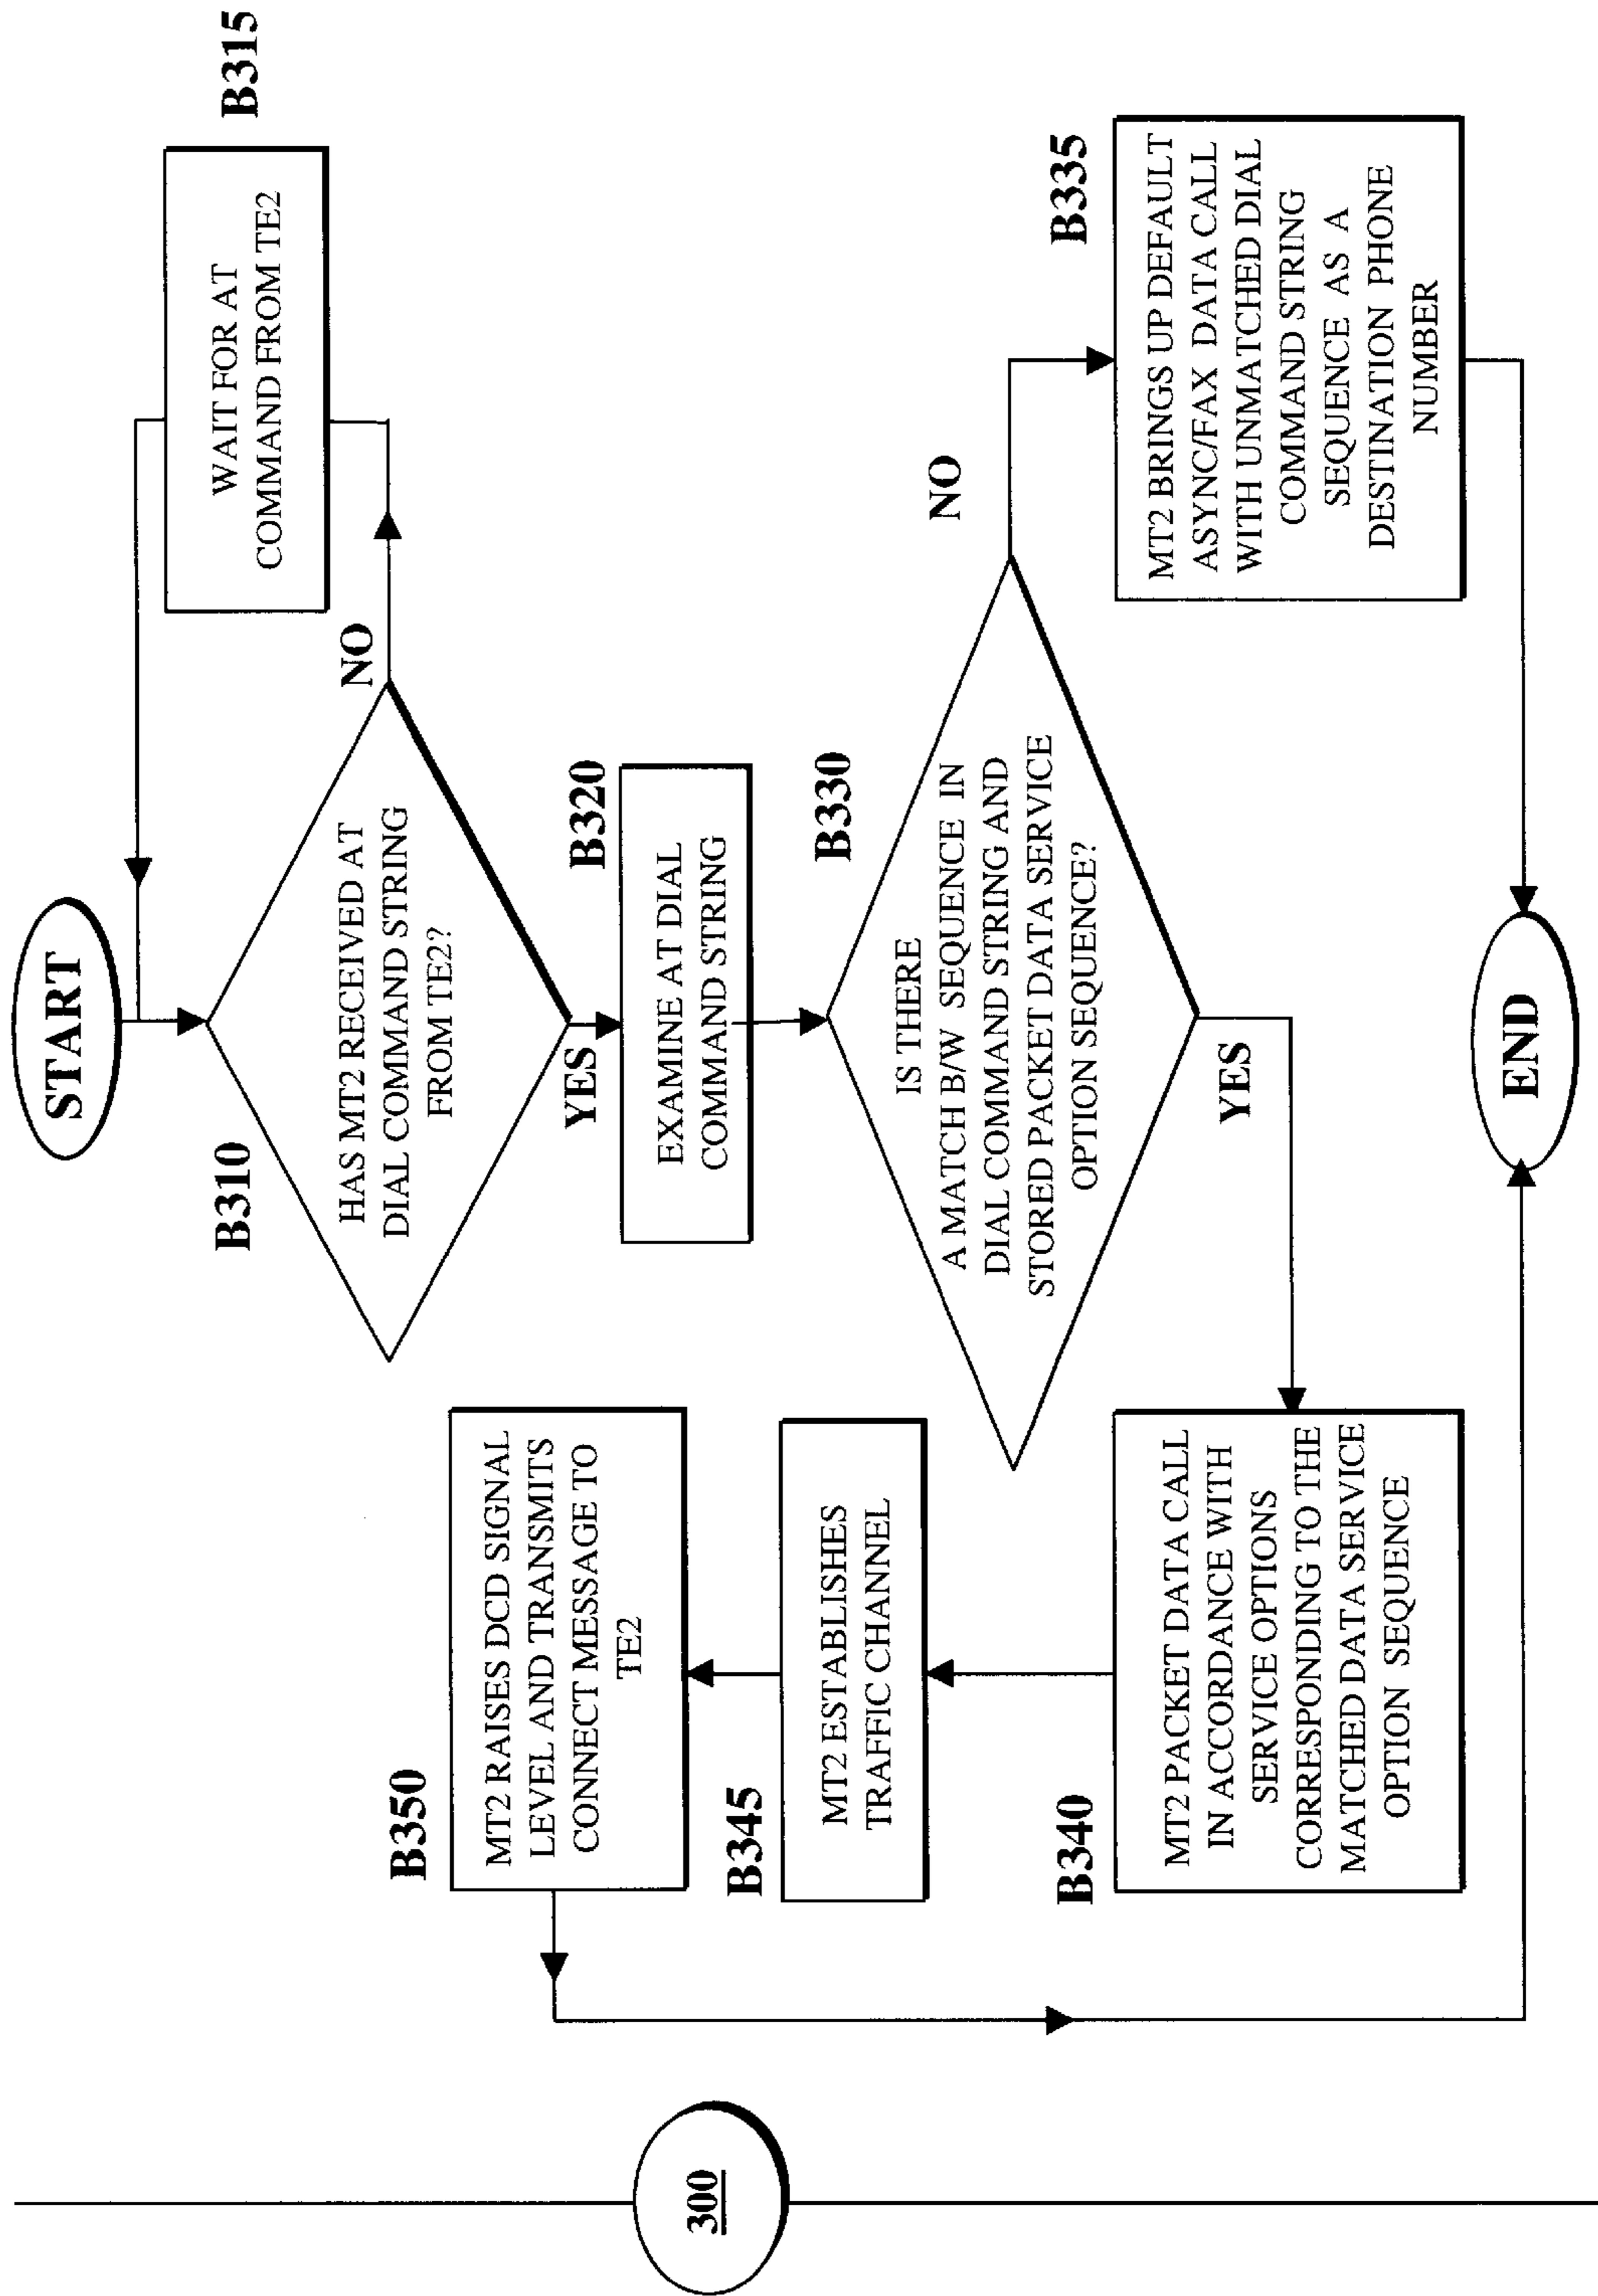 START
B310
HAS MT2 RECEIVED AT
DIAL COMMAND STRING
FROM TE2?
NO
B315
WAIT FOR AT
COMMAND FROM TE2
YES
B320
EXAMINE AT DIAL
COMMAND STRING
B330
IS THERE
A MATCH B/W SEQUENCE IN
DIAL COMMAND STRING AND
STORED PACKET DATA SERVICE
OPTION SEQUENCE?
NO
B335
MT2 BRINGS UP DEFAULT
ASYNC/FAX DATA CALL
WITH UNMATCHED DIAL
COMMAND STRING
SEQUENCE AS A
DESTINATION PHONE
NUMBER
YES
B340
MT2 PACKET DATA CALL
IN ACCORDANCE WITH
SERVICE OPTIONS
CORRESPONDING TO THE
MATCHED DATA SERVICE
OPTION SEQUENCE
B345
MT2 ESTABLISHES
TRAFFIC CHANNEL
B350
MT2 RAISES DCD SIGNAL
LEVEL AND TRANSMITS
CONNECT MESSAGE TO
TE2
END
300